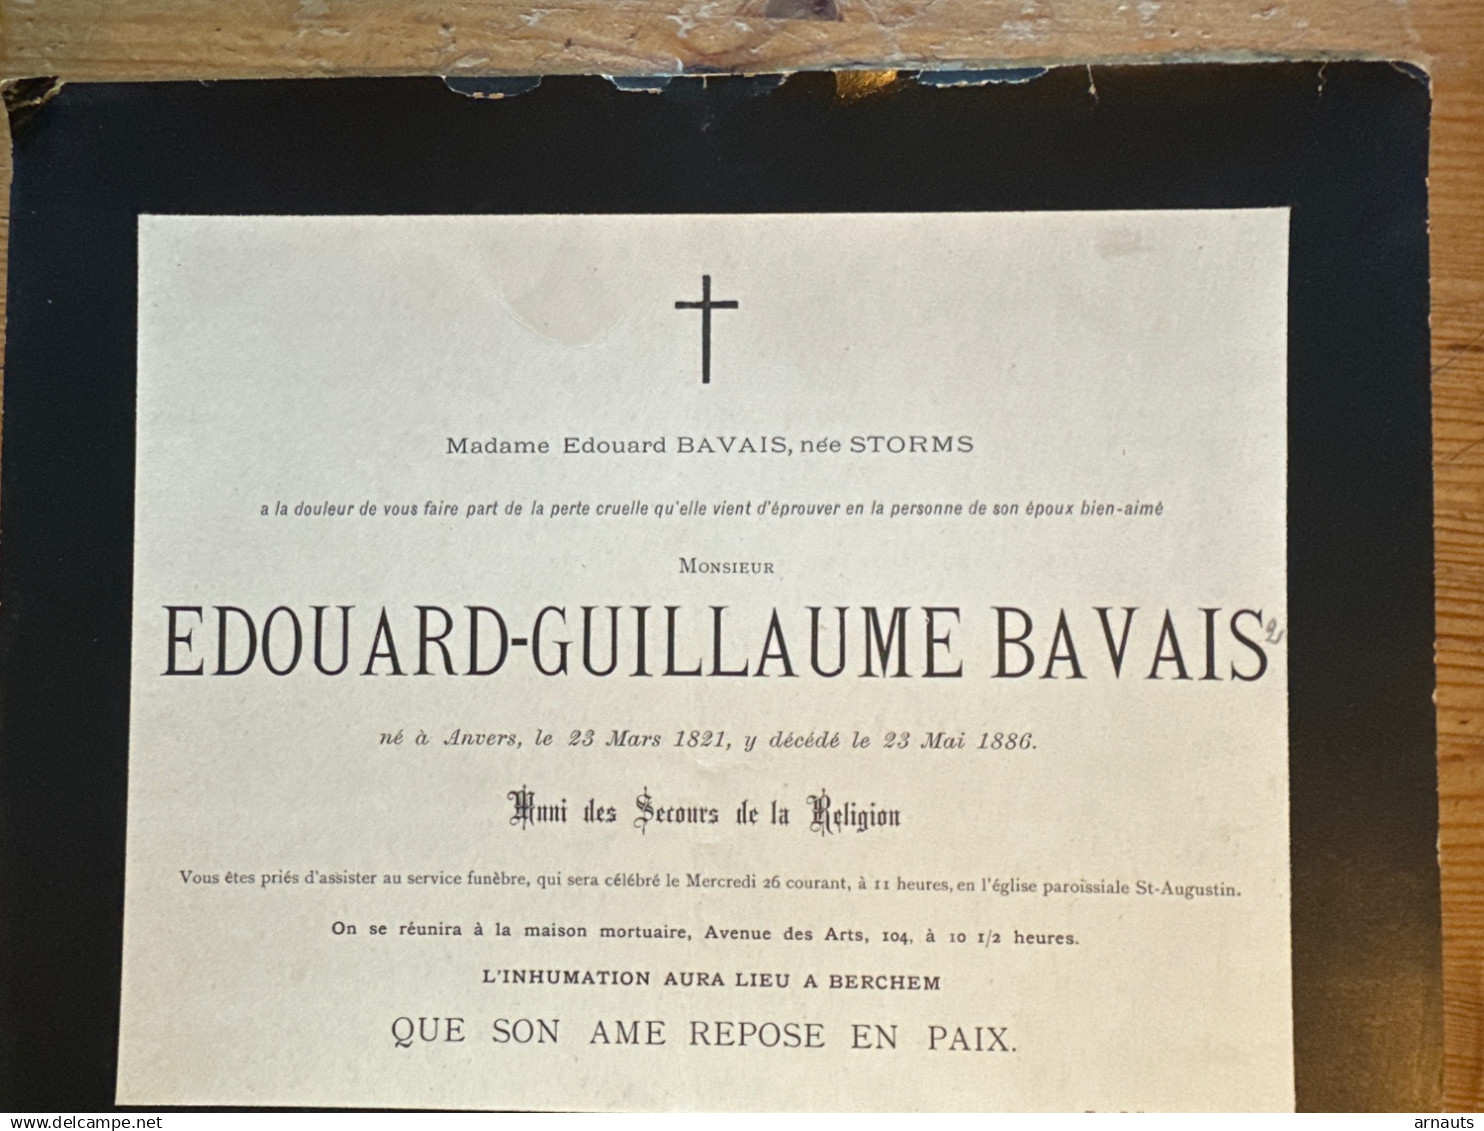 Madame Edouard BAVAIS, née STORMS
a la douleur de vous faire part de la perte cruelle qu'elle vient d'éprouver en la personne de son époux bien-aimé
MONSIEUR
EDOUARD-GUILLAUME BAVAIS
né à Anvers, le 23 Mars 1821, y décédé le 23 Mai 1886.
Muni des Secours de la Religion
Vous êtes priés d'assister au service funèbre, qui sera célébré le Mercredi 26 courant, à 11 heures, en l'église paroissiale St-Augustin.
On se réunira à la maison mortuaire, Avenue des Arts, 104, à 10 1/2 heures.
L'INHUMATION AURA LIEU A BERCHEM
QUE SON AME REPOSE EN PAIX.
www.delcampe.net
arnauts